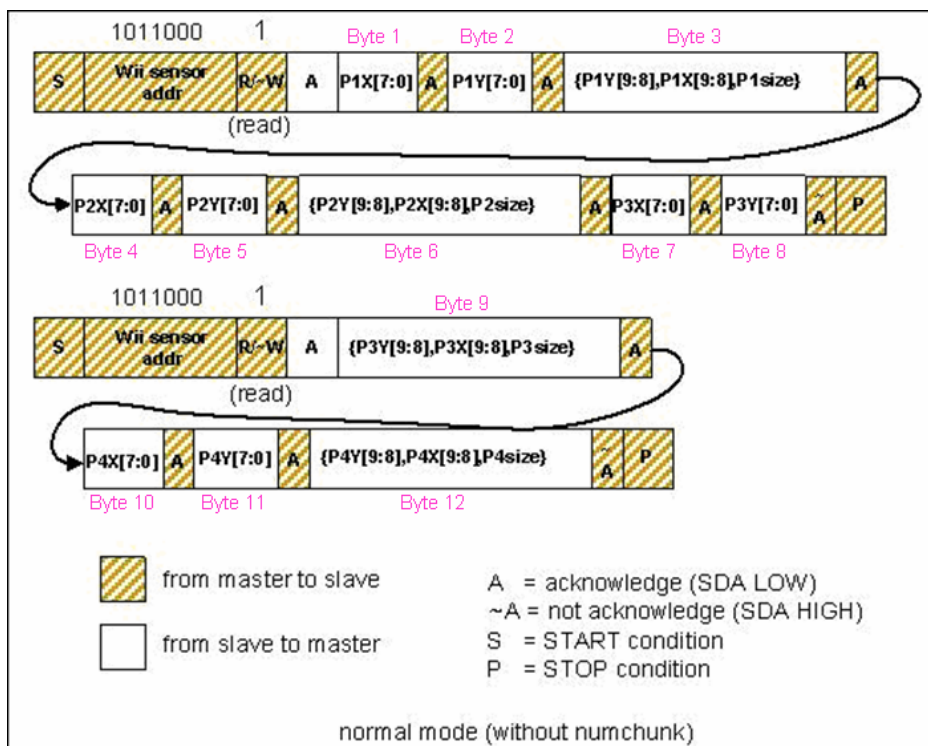 1011000 1 Byte 1 Byte 2 Byte 3
S Wii sensor addr R/~W A P1X[7:0] A P1Y[7:0] A {P1Y[9:8],P1X[9:8],P1size} A
(read)
P2X[7:0] A P2Y[7:0] A {P2Y[9:8],P2X[9:8],P2size} A P3X[7:0] A P3Y[7:0] ~A P
Byte 4 Byte 5 Byte 6 Byte 7 Byte 8
1011000 1 Byte 9
S Wii sensor addr R/~W A {P3Y[9:8],P3X[9:8],P3size} A
(read)
P4X[7:0] A P4Y[7:0] A {P4Y[9:8],P4X[9:8],P4size} ~A P
Byte 10 Byte 11 Byte 12
from master to slave
from slave to master
A = acknowledge (SDA LOW)
~A = not acknowledge (SDA HIGH)
S = START condition
P = STOP condition
normal mode (without numchunk)